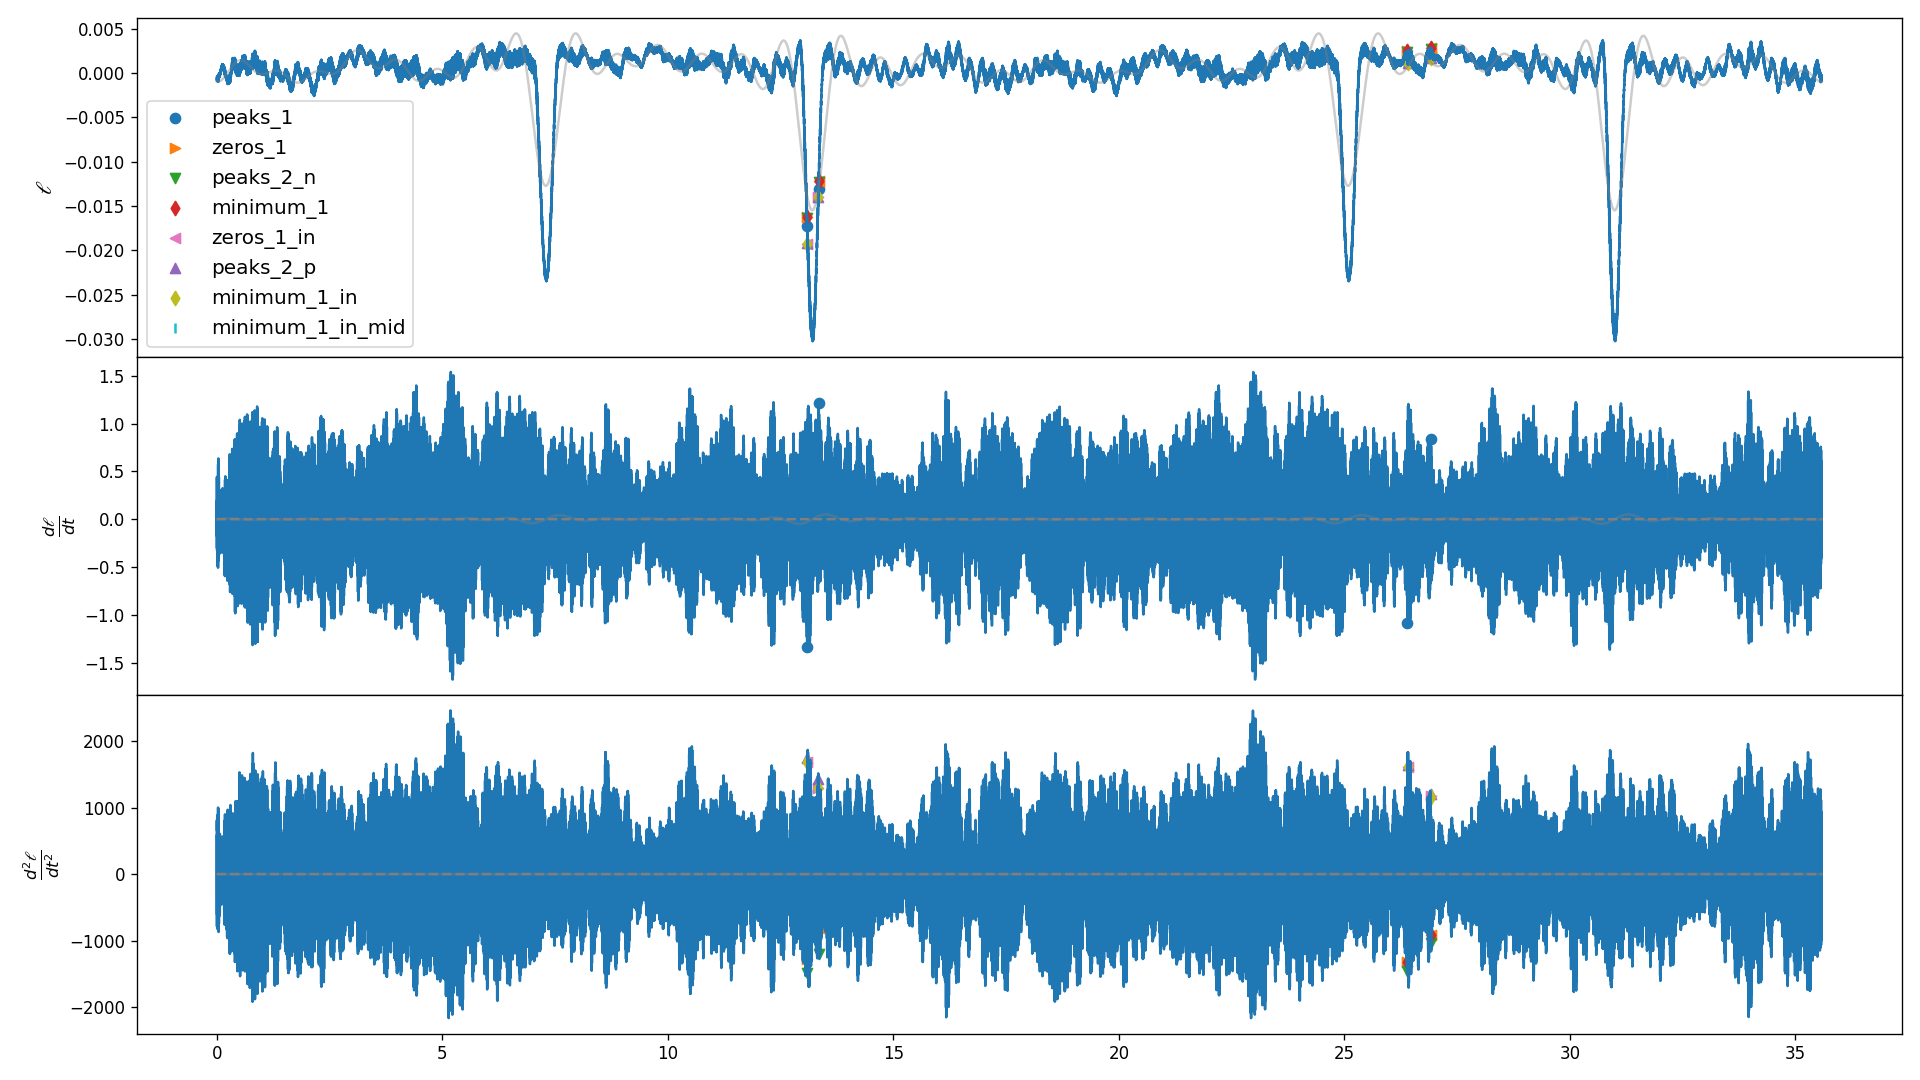 0.005
0.000
−0.005
−0.010
−0.015
−0.020
−0.025
−0.030
ℓ
peaks_1
zeros_1
peaks_2_n
minimum_1
zeros_1_in
peaks_2_p
minimum_1_in
minimum_1_in_mid
1.5
1.0
0.5
0.0
−0.5
−1.0
−1.5
dℓ
dt
2000
1000
0
−1000
−2000
d²ℓ
dt²
0 5 10 15 20 25 30 35